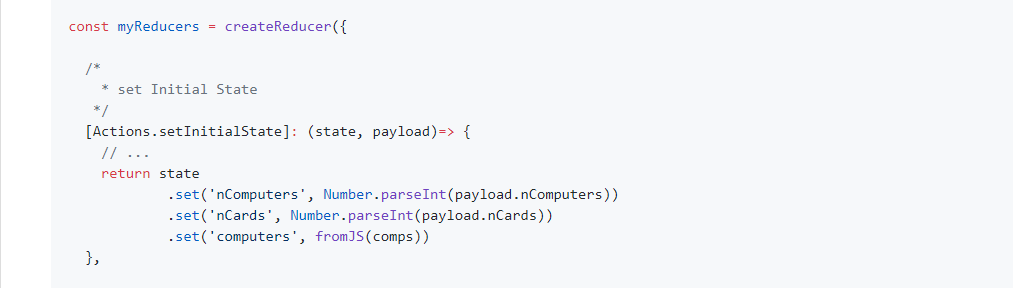 const myReducers = createReducer({
/*
* set Initial State
*/
[Actions.setInitialState]: (state, payload)=> {
// ...
return state
.set('nComputers', Number.parseInt(payload.nComputers))
.set('nCards', Number.parseInt(payload.nCards))
.set('computers', fromJS(comps))
},